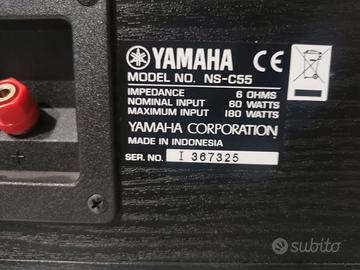 YAMAHA CE
MODEL NO. NS-C55
IMPEDANCE 6 OHMS
NOMINAL INPUT 60 WATTS
MAXIMUM INPUT 180 WATTS
YAMAHA CORPORATION
MADE IN INDONESIA
SER. NO. I 367325
+
subito